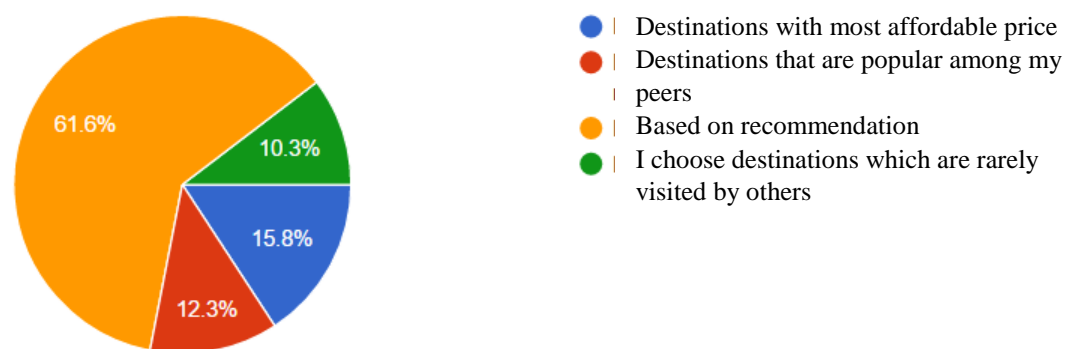 Destinations with most affordable price
Destinations that are popular among my
peers
Based on recommendation
I choose destinations which are rarely
visited by others
61.6%
10.3%
15.8%
12.3%